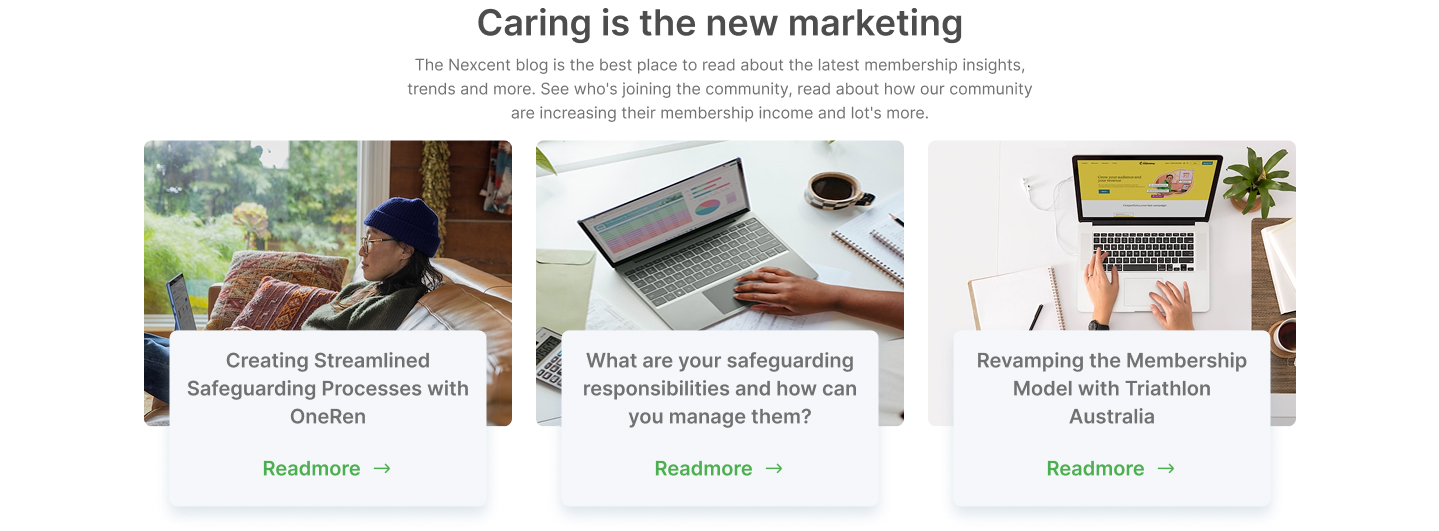 Caring is the new marketing
The Nexcent blog is the best place to read about the latest membership insights,
trends and more. See who's joining the community, read about how our community
are increasing their membership income and lot's more.
Creating Streamlined
Safeguarding Processes with
OneRen
Readmore →
What are your safeguarding
responsibilities and how can
you manage them?
Readmore →
Revamping the Membership
Model with Triathlon
Australia
Readmore →